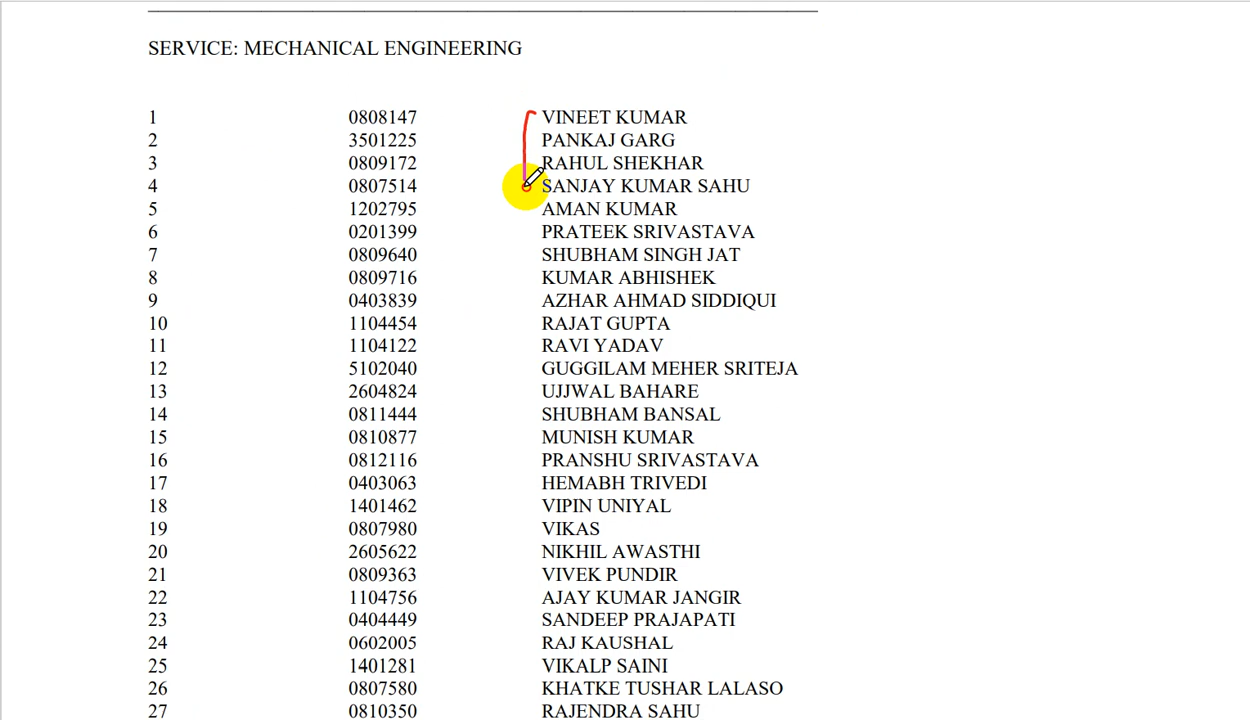 SERVICE: MECHANICAL ENGINEERING
1 0808147 VINEET KUMAR
2 3501225 PANKAJ GARG
3 0809172 RAHUL SHEKHAR
4 0807514 SANJAY KUMAR SAHU
5 1202795 AMAN KUMAR
6 0201399 PRATEEK SRIVASTAVA
7 0809640 SHUBHAM SINGH JAT
8 0809716 KUMAR ABHISHEK
9 0403839 AZHAR AHMAD SIDDIQUI
10 1104454 RAJAT GUPTA
11 1104122 RAVI YADAV
12 5102040 GUGGILAM MEHER SRITEJA
13 2604824 UJJWAL BAHARE
14 0811444 SHUBHAM BANSAL
15 0810877 MUNISH KUMAR
16 0812116 PRANSHU SRIVASTAVA
17 0403063 HEMABH TRIVEDI
18 1401462 VIPIN UNIYAL
19 0807980 VIKAS
20 2605622 NIKHIL AWASTHI
21 0809363 VIVEK PUNDIR
22 1104756 AJAY KUMAR JANGIR
23 0404449 SANDEEP PRAJAPATI
24 0602005 RAJ KAUSHAL
25 1401281 VIKALP SAINI
26 0807580 KHATKE TUSHAR LALASO
27 0810350 RAJENDRA SAHU